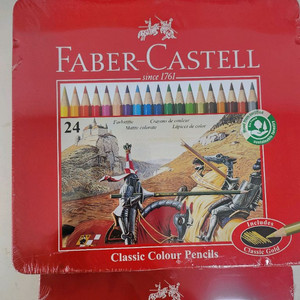 FABER-CASTELL
since 1761
24
Farbstifte
Crayons de couleur
Matite colorate
Lápices de color
Includes
Classic Gold
Classic Colour Pencils